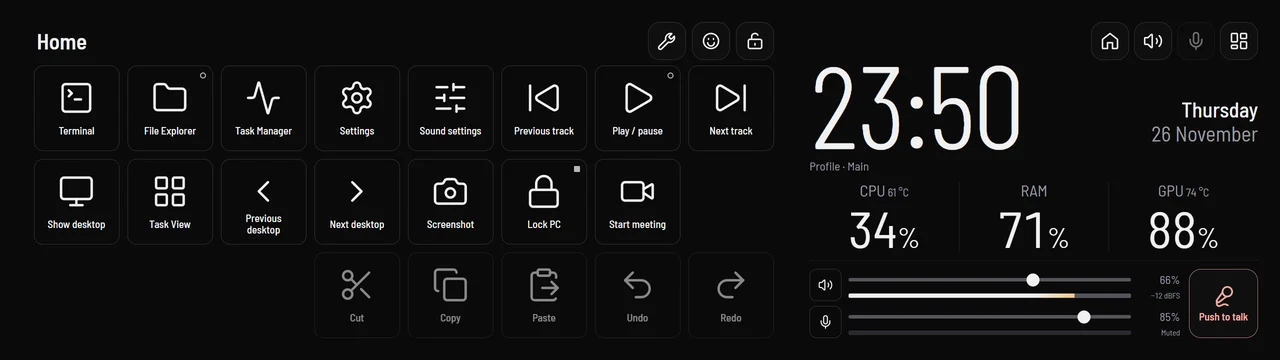 Home
Terminal
File Explorer
Task Manager
Settings
Sound settings
Previous track
Play / pause
Next track
Show desktop
Task View
Previous
desktop
Next desktop
Screenshot
Lock PC
Start meeting
Cut
Copy
Paste
Undo
Redo
23:50
Thursday
26 November
Profile · Main
CPU 61 °C
34%
RAM
71%
GPU 74 °C
88%
66%
−12 dBFS
85%
Muted
Push to talk